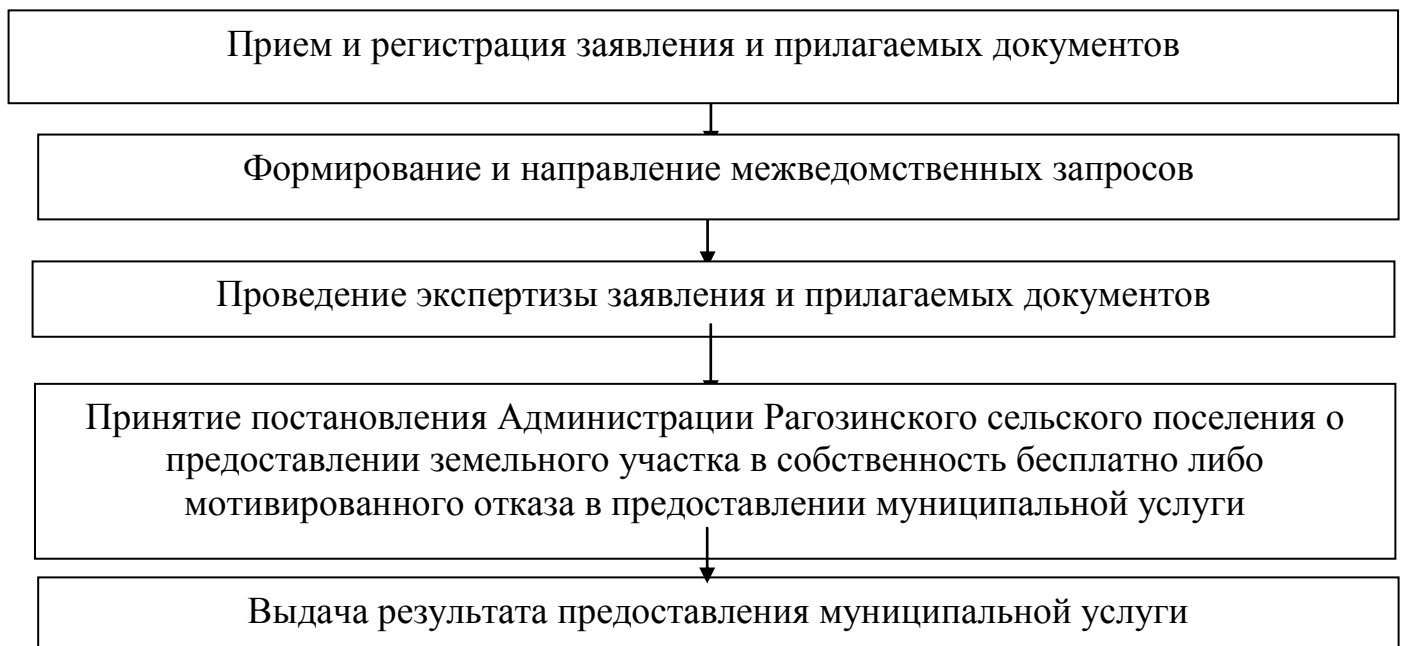 Прием и регистрация заявления и прилагаемых документов
Формирование и направление межведомственных запросов
Проведение экспертизы заявления и прилагаемых документов
Принятие постановления Администрации Рагозинского сельского поселения о
предоставлении земельного участка в собственность бесплатно либо
мотивированного отказа в предоставлении муниципальной услуги
Выдача результата предоставления муниципальной услуги